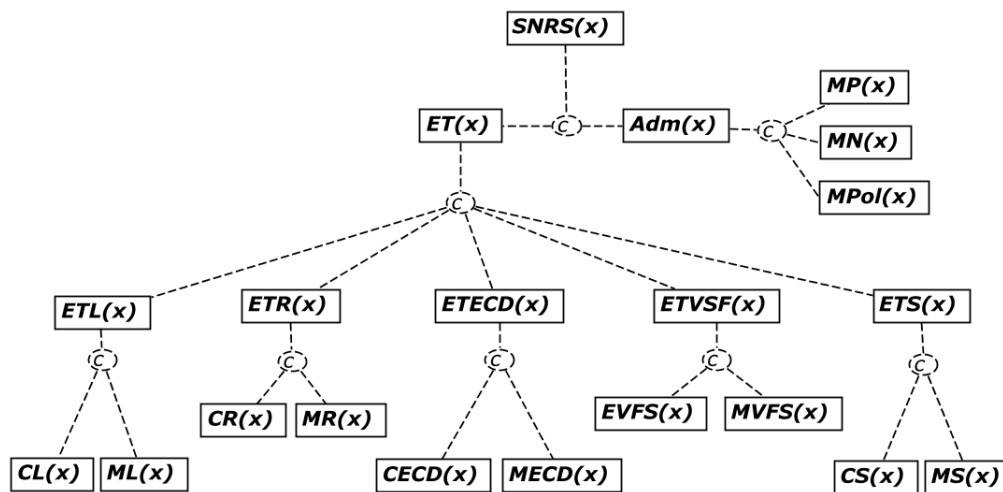 SNRS(x)
MP(x)
ET(x)
C
Adm(x)
C
MN(x)
MPol(x)
C
ETL(x)
ETR(x)
ETECD(x)
ETVSF(x)
ETS(x)
C
C
C
C
C
CR(x)
MR(x)
EVFS(x)
MVFS(x)
CL(x)
ML(x)
CECD(x)
MECD(x)
CS(x)
MS(x)